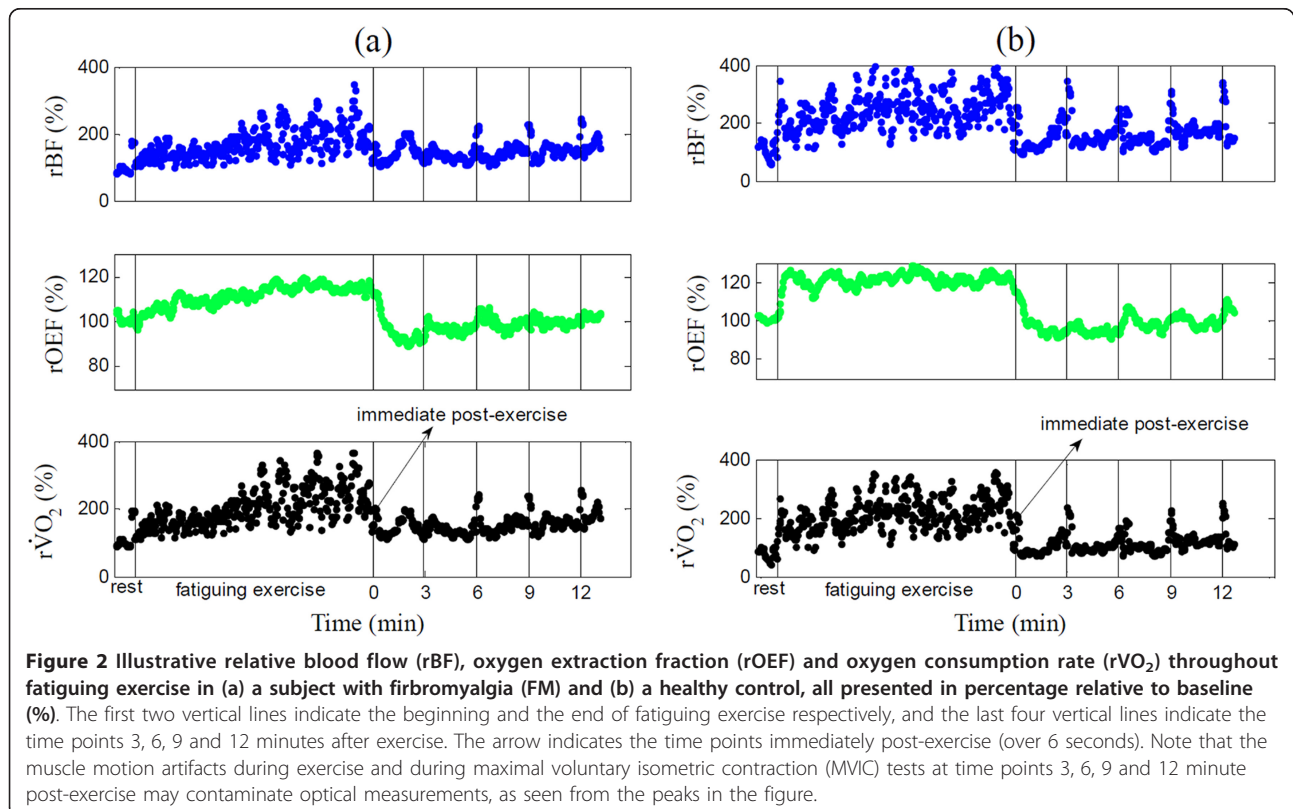 (a)
400
200
0
rBF (%)
120
100
80
rOEF (%)
immediate post-exercise
400
200
0
rV̇O₂ (%)
rest
fatiguing exercise
0 3 6 9 12
Time (min)
(b)
400
200
0
rBF (%)
120
100
80
rOEF (%)
immediate post-exercise
400
200
0
rV̇O₂ (%)
rest
fatiguing exercise
0 3 6 9 12
Time (min)
Figure 2 Illustrative relative blood flow (rBF), oxygen extraction fraction (rOEF) and oxygen consumption rate (rVO₂) throughout
fatiguing exercise in (a) a subject with firbromyalgia (FM) and (b) a healthy control, all presented in percentage relative to baseline
(%). The first two vertical lines indicate the beginning and the end of fatiguing exercise respectively, and the last four vertical lines indicate the
time points 3, 6, 9 and 12 minutes after exercise. The arrow indicates the time points immediately post-exercise (over 6 seconds). Note that the
muscle motion artifacts during exercise and during maximal voluntary isometric contraction (MVIC) tests at time points 3, 6, 9 and 12 minute
post-exercise may contaminate optical measurements, as seen from the peaks in the figure.